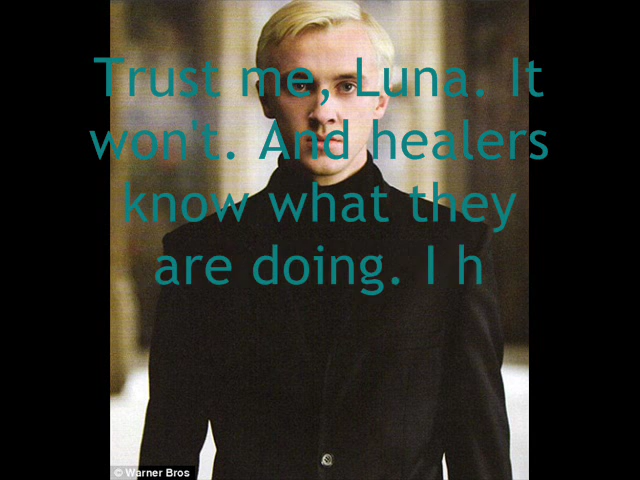 Trust me, Luna. It
won't. And healers
know what they
are doing. I h
© Warner Bros